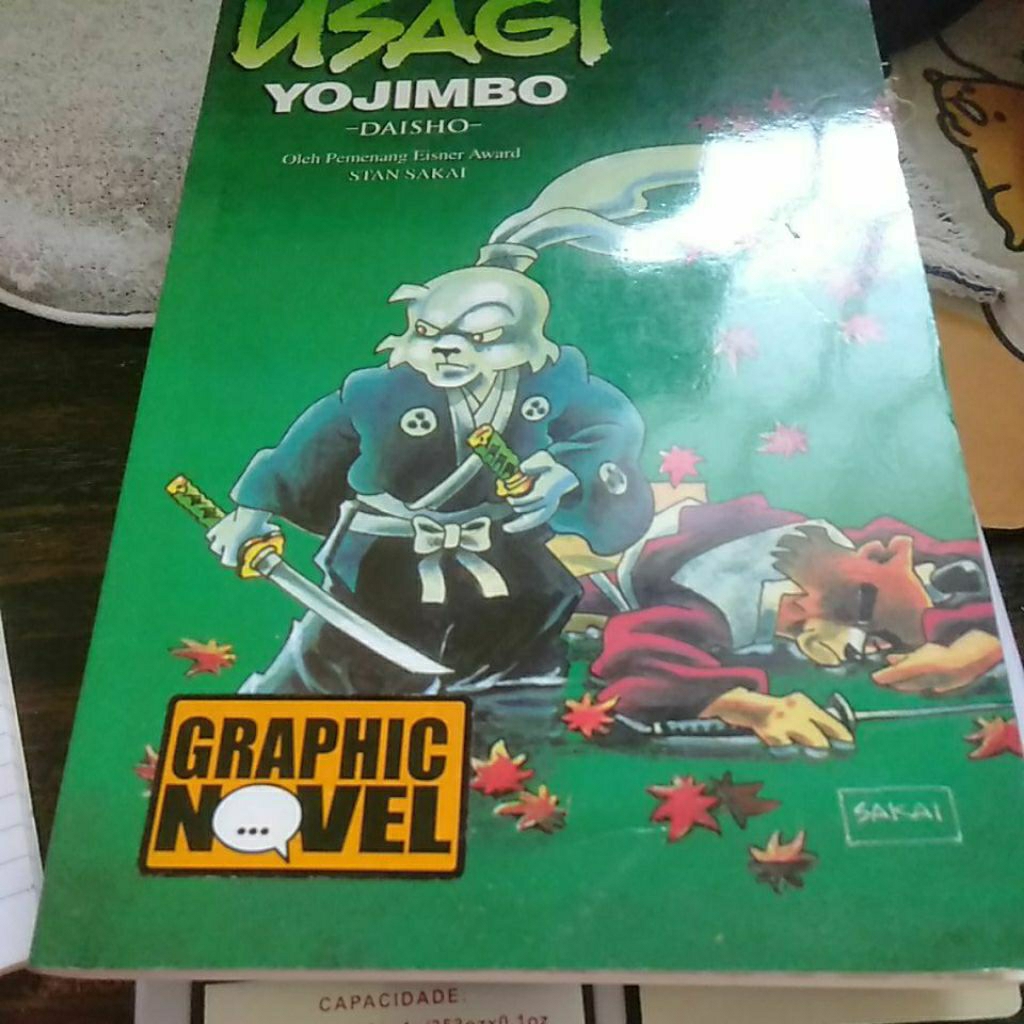 USAGI
YOJIMBO
-DAISHO-
Oleh Pemenang Eisner Award
STAN SAKAI
GRAPHIC
NOVEL
SAKAI
CAPACIDADE: